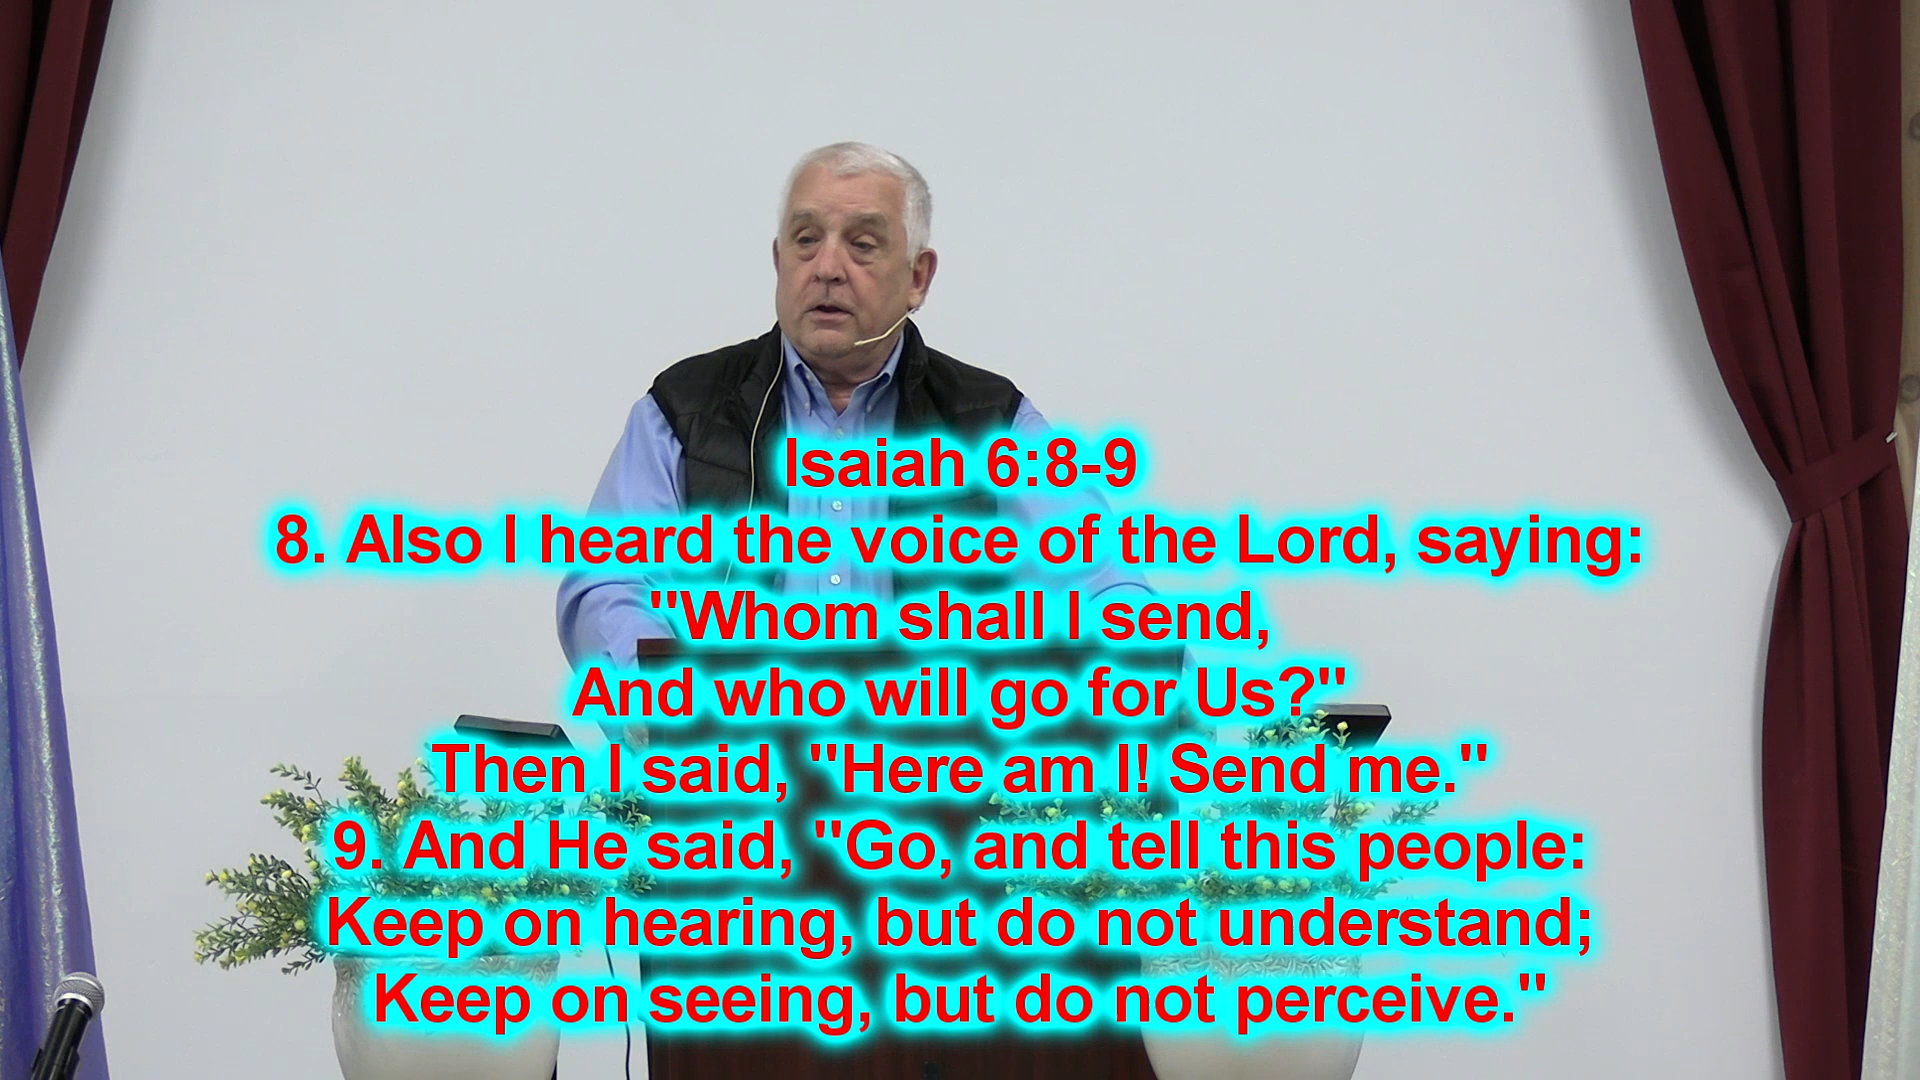 Isaiah 6:8-9
8. Also I heard the voice of the Lord, saying:
"Whom shall I send,
And who will go for Us?"
Then I said, "Here am I! Send me."
9. And He said, "Go, and tell this people:
Keep on hearing, but do not understand;
Keep on seeing, but do not perceive."